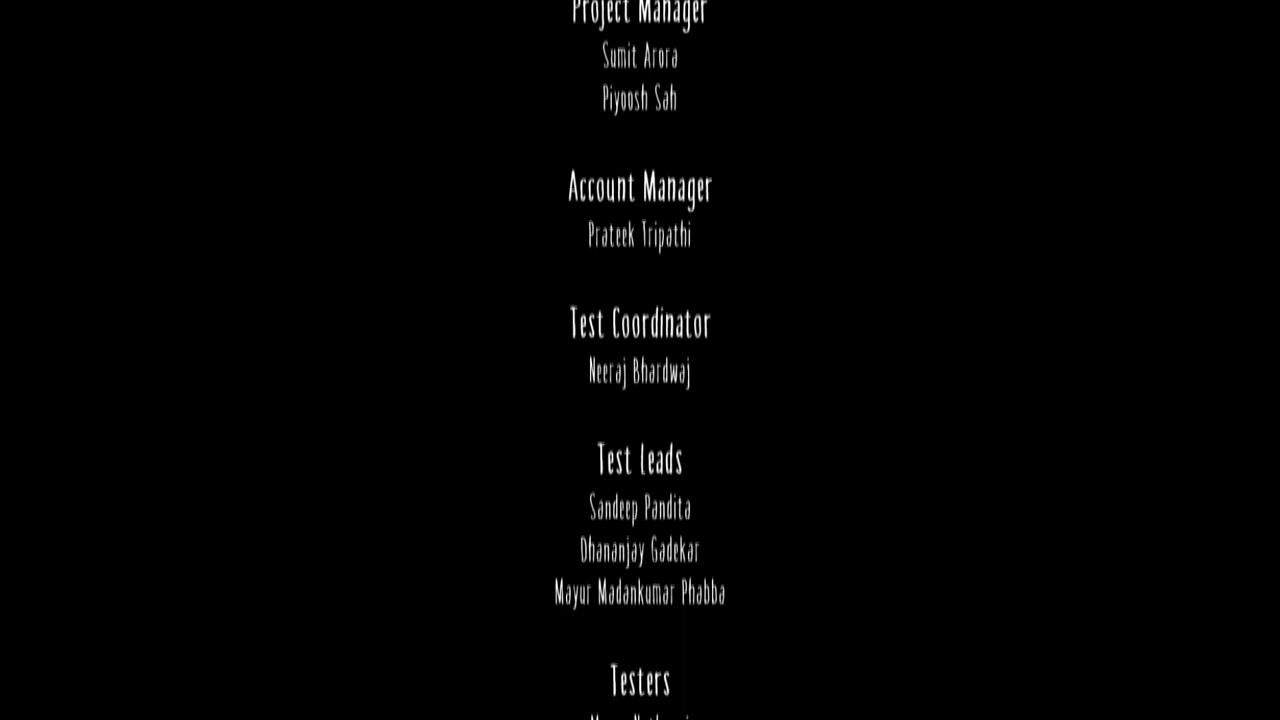 Project Manager
Sumit Arora
Piyoosh Sah
Account Manager
Prateek Tripathi
Test Coordinator
Neeraj Bhardwaj
Test Leads
Sandeep Pandita
Dhananjay Gadekar
Mayur Madankumar Phabba
Testers